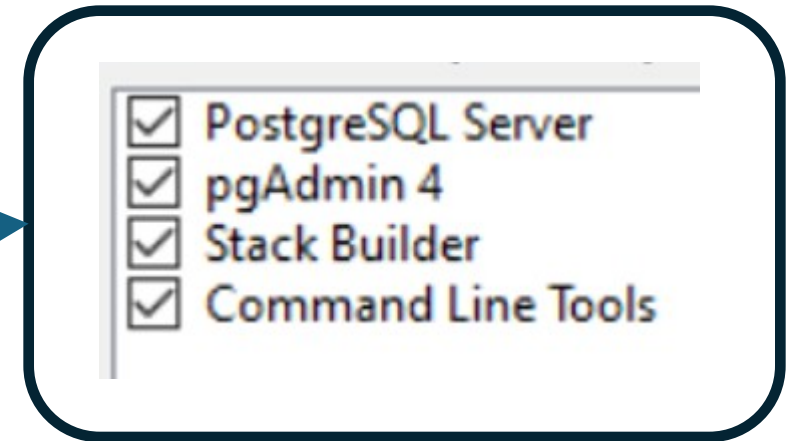 PostgreSQL Server
pgAdmin 4
Stack Builder
Command Line Tools